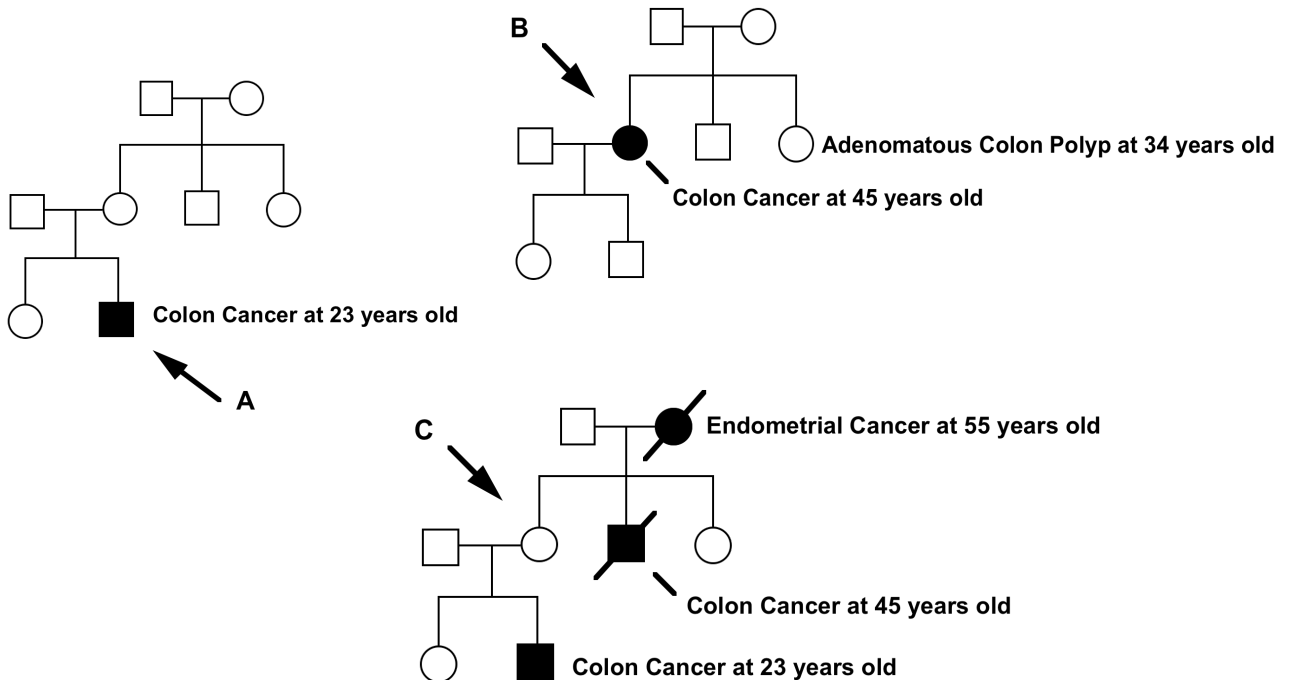 B
Adenomatous Colon Polyp at 34 years old
Colon Cancer at 45 years old
Colon Cancer at 23 years old
A
Endometrial Cancer at 55 years old
C
Colon Cancer at 45 years old
Colon Cancer at 23 years old